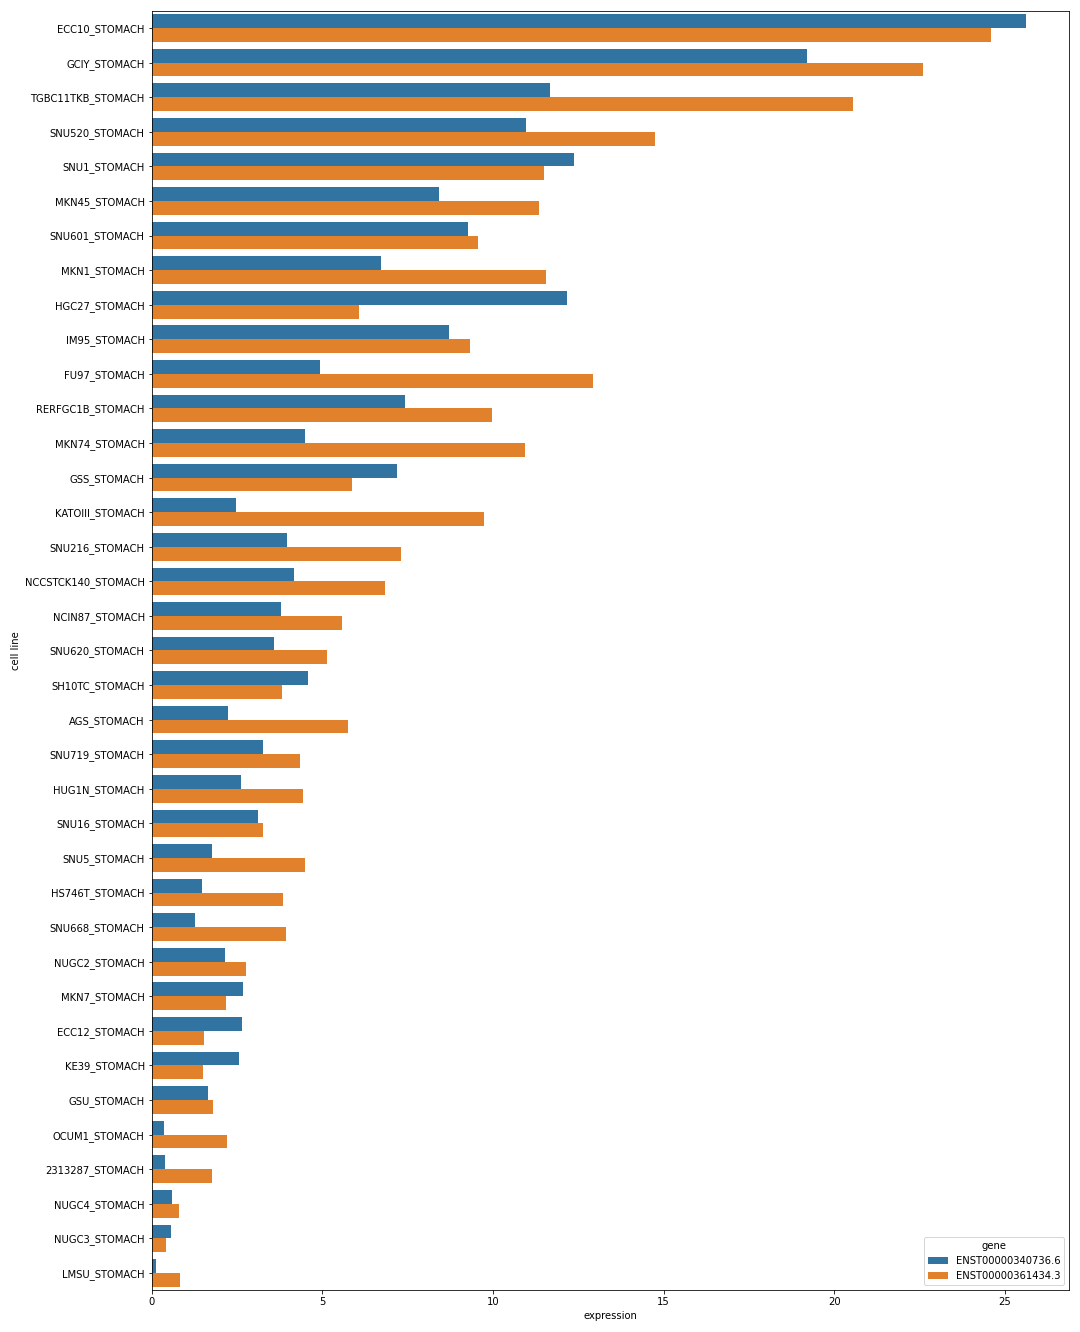 ECC10_STOMACH
GCIY_STOMACH
TGBC11TKB_STOMACH
SNU520_STOMACH
SNU1_STOMACH
MKN45_STOMACH
SNU601_STOMACH
MKN1_STOMACH
HGC27_STOMACH
IM95_STOMACH
FU97_STOMACH
RERFGC1B_STOMACH
MKN74_STOMACH
GSS_STOMACH
KATOIII_STOMACH
SNU216_STOMACH
NCCSTCK140_STOMACH
NCIN87_STOMACH
SNU620_STOMACH
SH10TC_STOMACH
AGS_STOMACH
SNU719_STOMACH
HUG1N_STOMACH
SNU16_STOMACH
SNU5_STOMACH
HS746T_STOMACH
SNU668_STOMACH
NUGC2_STOMACH
MKN7_STOMACH
ECC12_STOMACH
KE39_STOMACH
GSU_STOMACH
OCUM1_STOMACH
2313287_STOMACH
NUGC4_STOMACH
NUGC3_STOMACH
LMSU_STOMACH
cell line
0 5 10 15 20 25
expression
gene
ENST00000340736.6
ENST00000361434.3